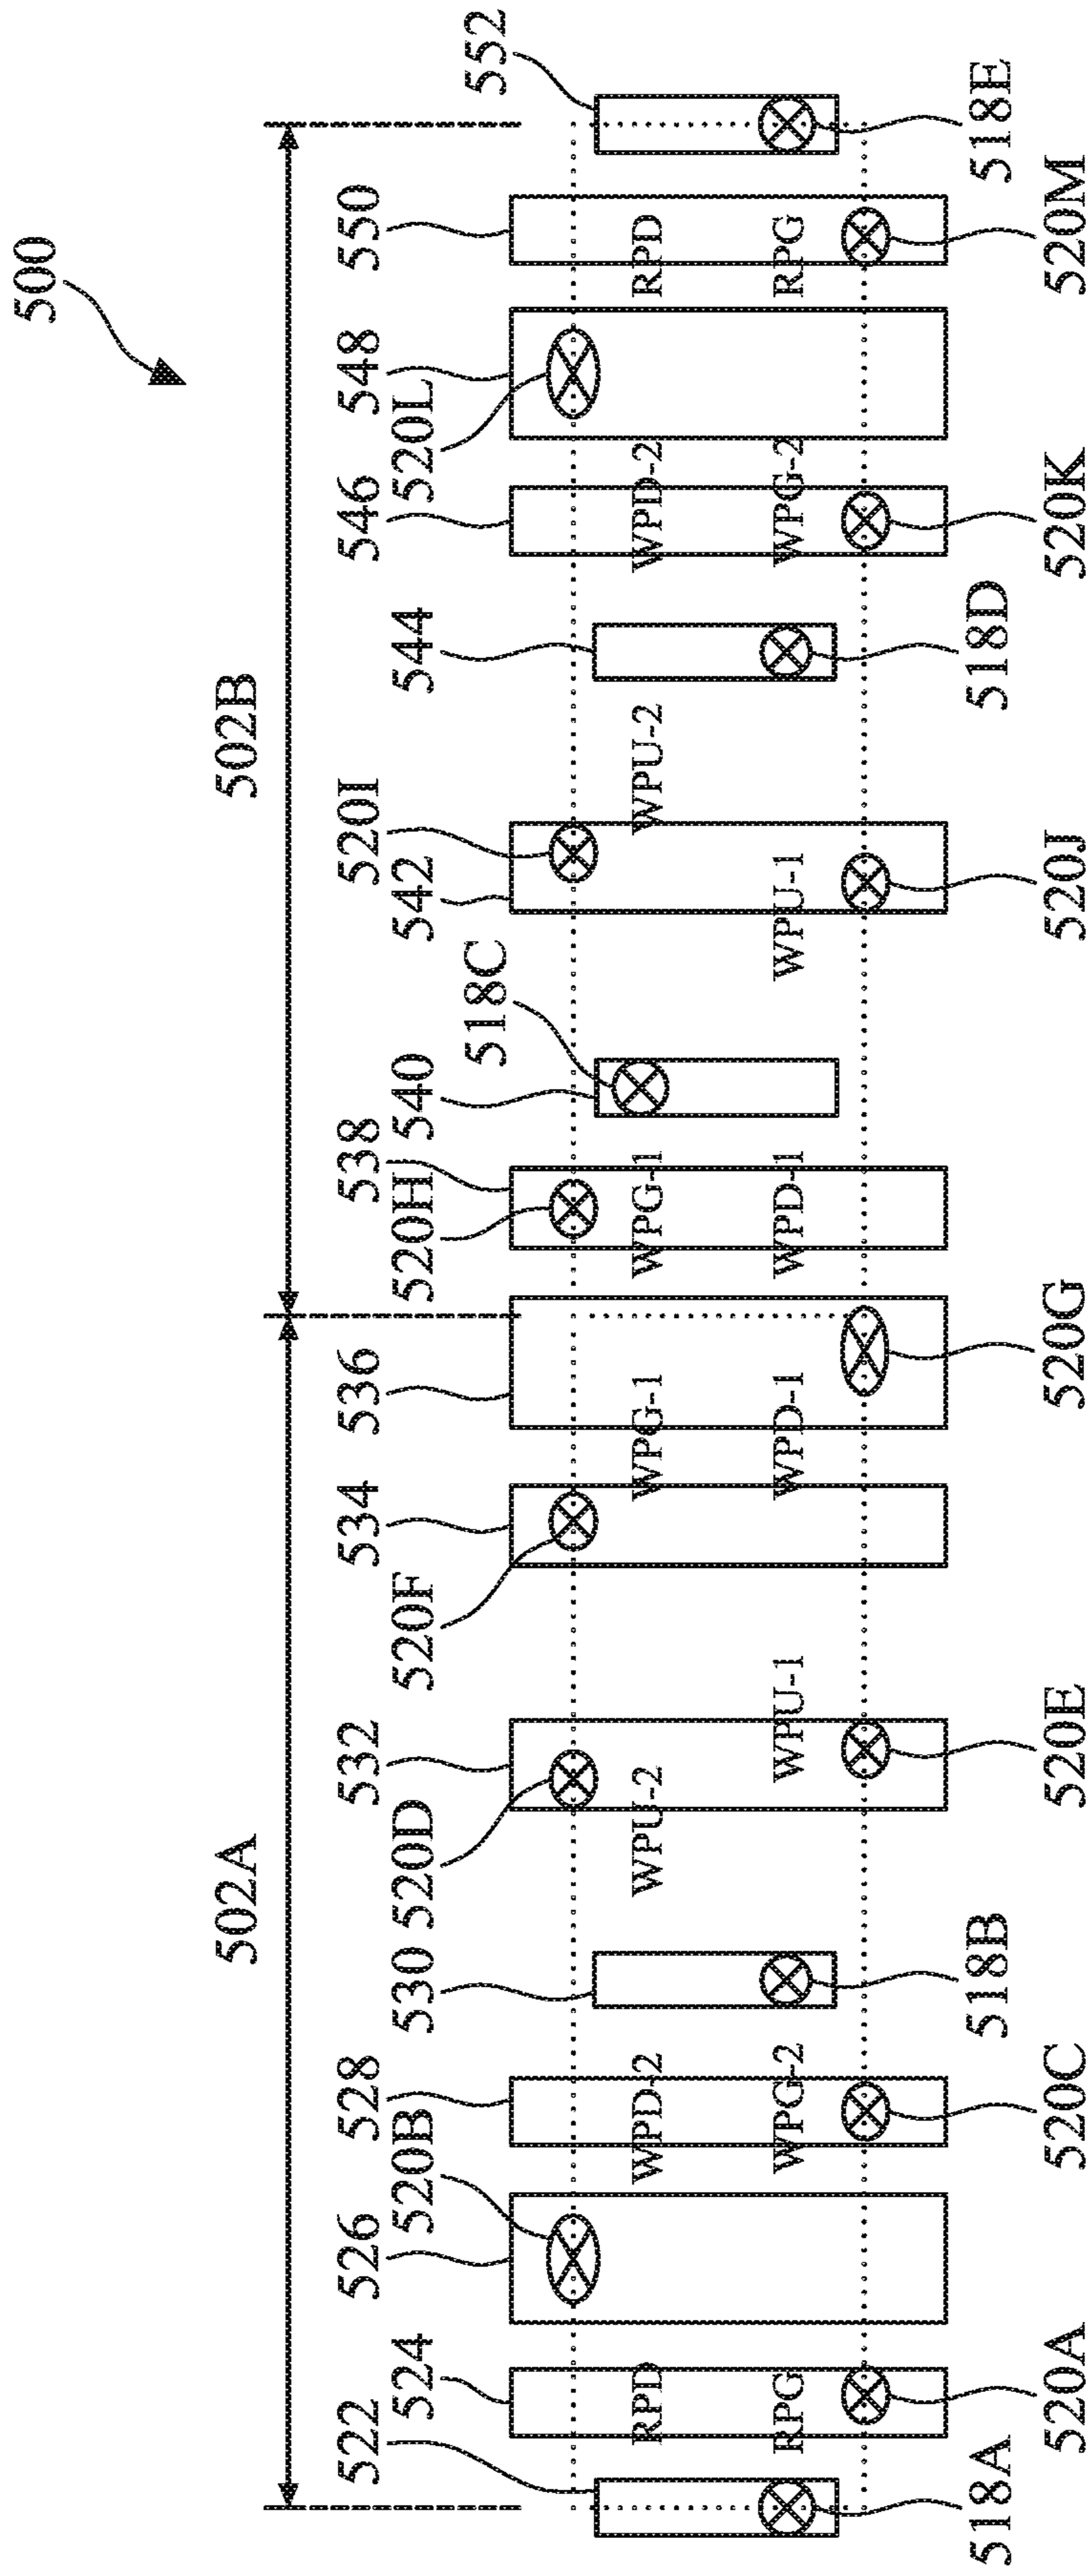 500
502A 502B
522 526 528 532 534 536 538 520I 546 548 550
524 520B 530 520D 520F 520H 540 542 544 520L
518C 552
RPD WPD-2 WPU-2 WPG-1 WPG-1 WPU-2 WPD-2 RPD
RPG WPG-2 WPU-1 WPD-1 WPD-1 WPU-1 WPG-2 RPG
518A 518B 518D 518E
520A 520C 520E 520G 520J 520K 520M